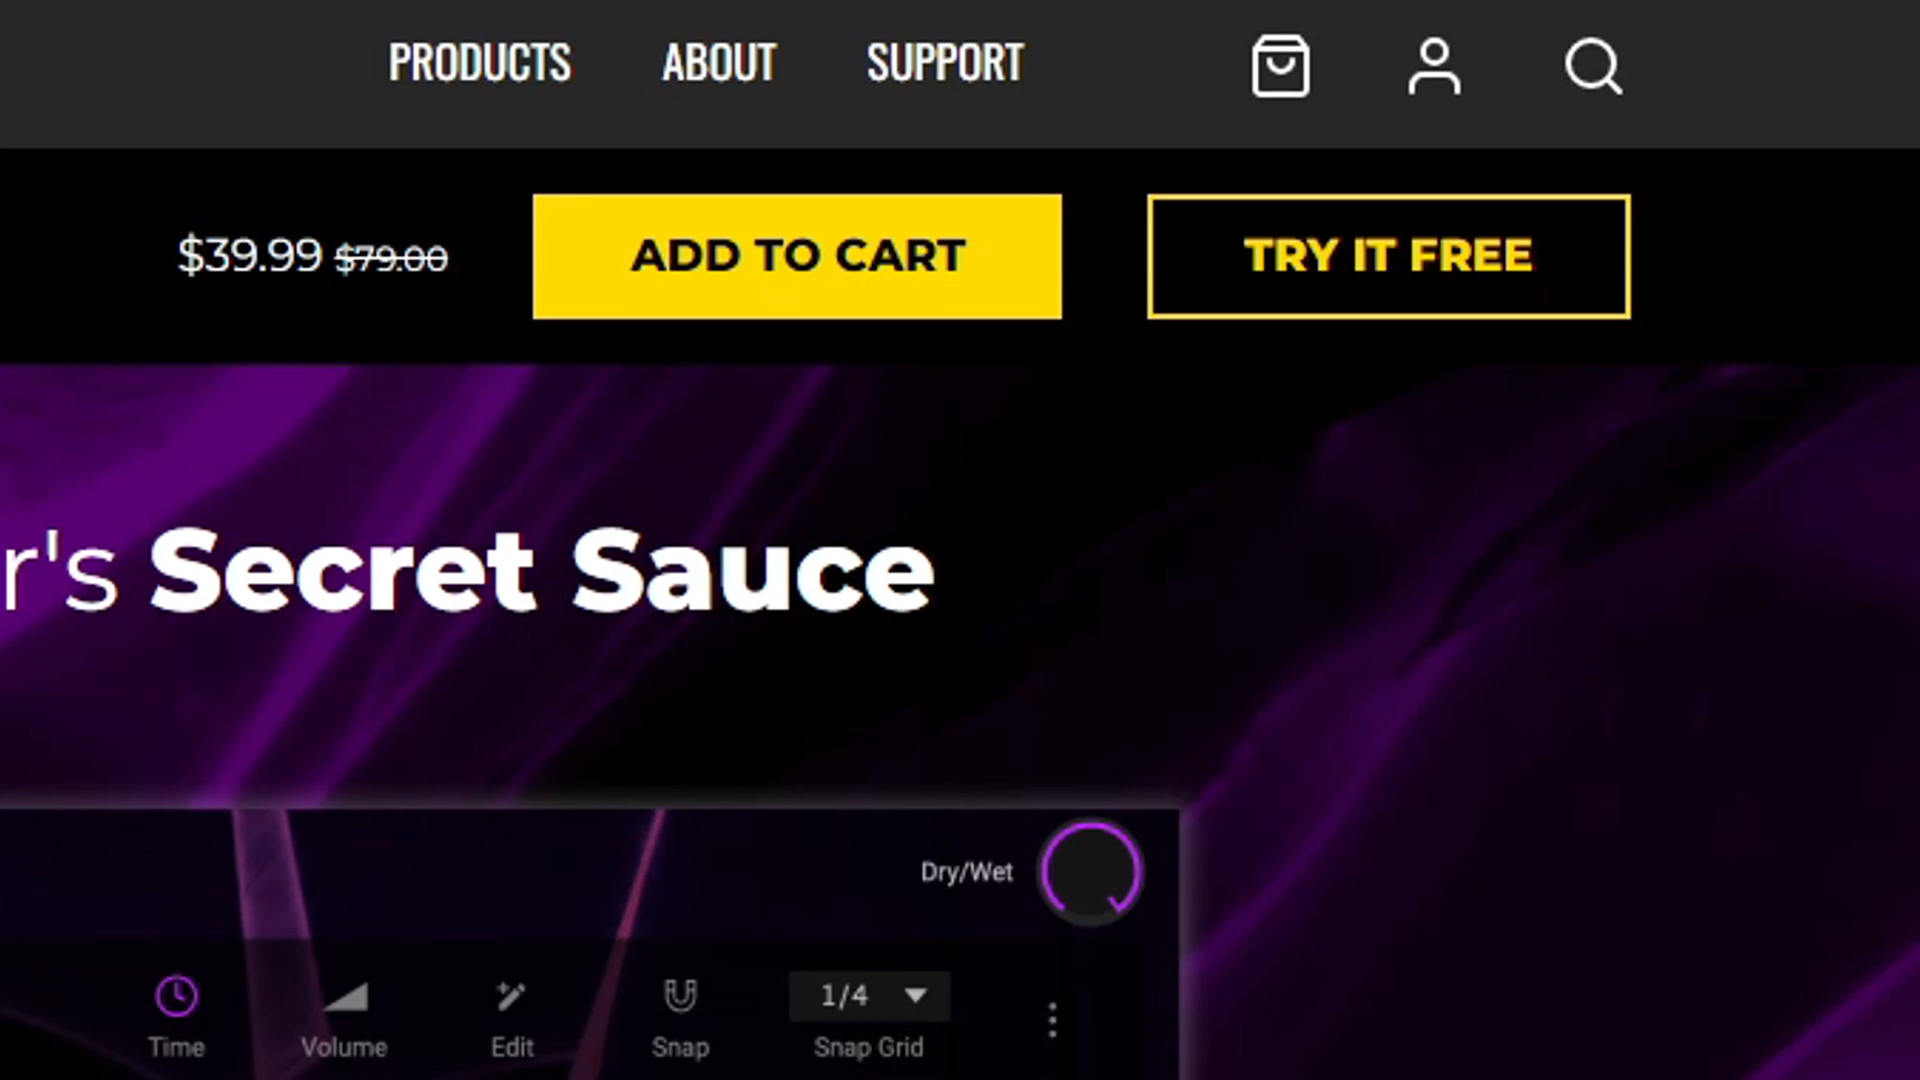 PRODUCTS ABOUT SUPPORT
$39.99 $79.00 ADD TO CART TRY IT FREE
r's Secret Sauce
Dry/Wet
1/4
Time Volume Edit Snap Snap Grid